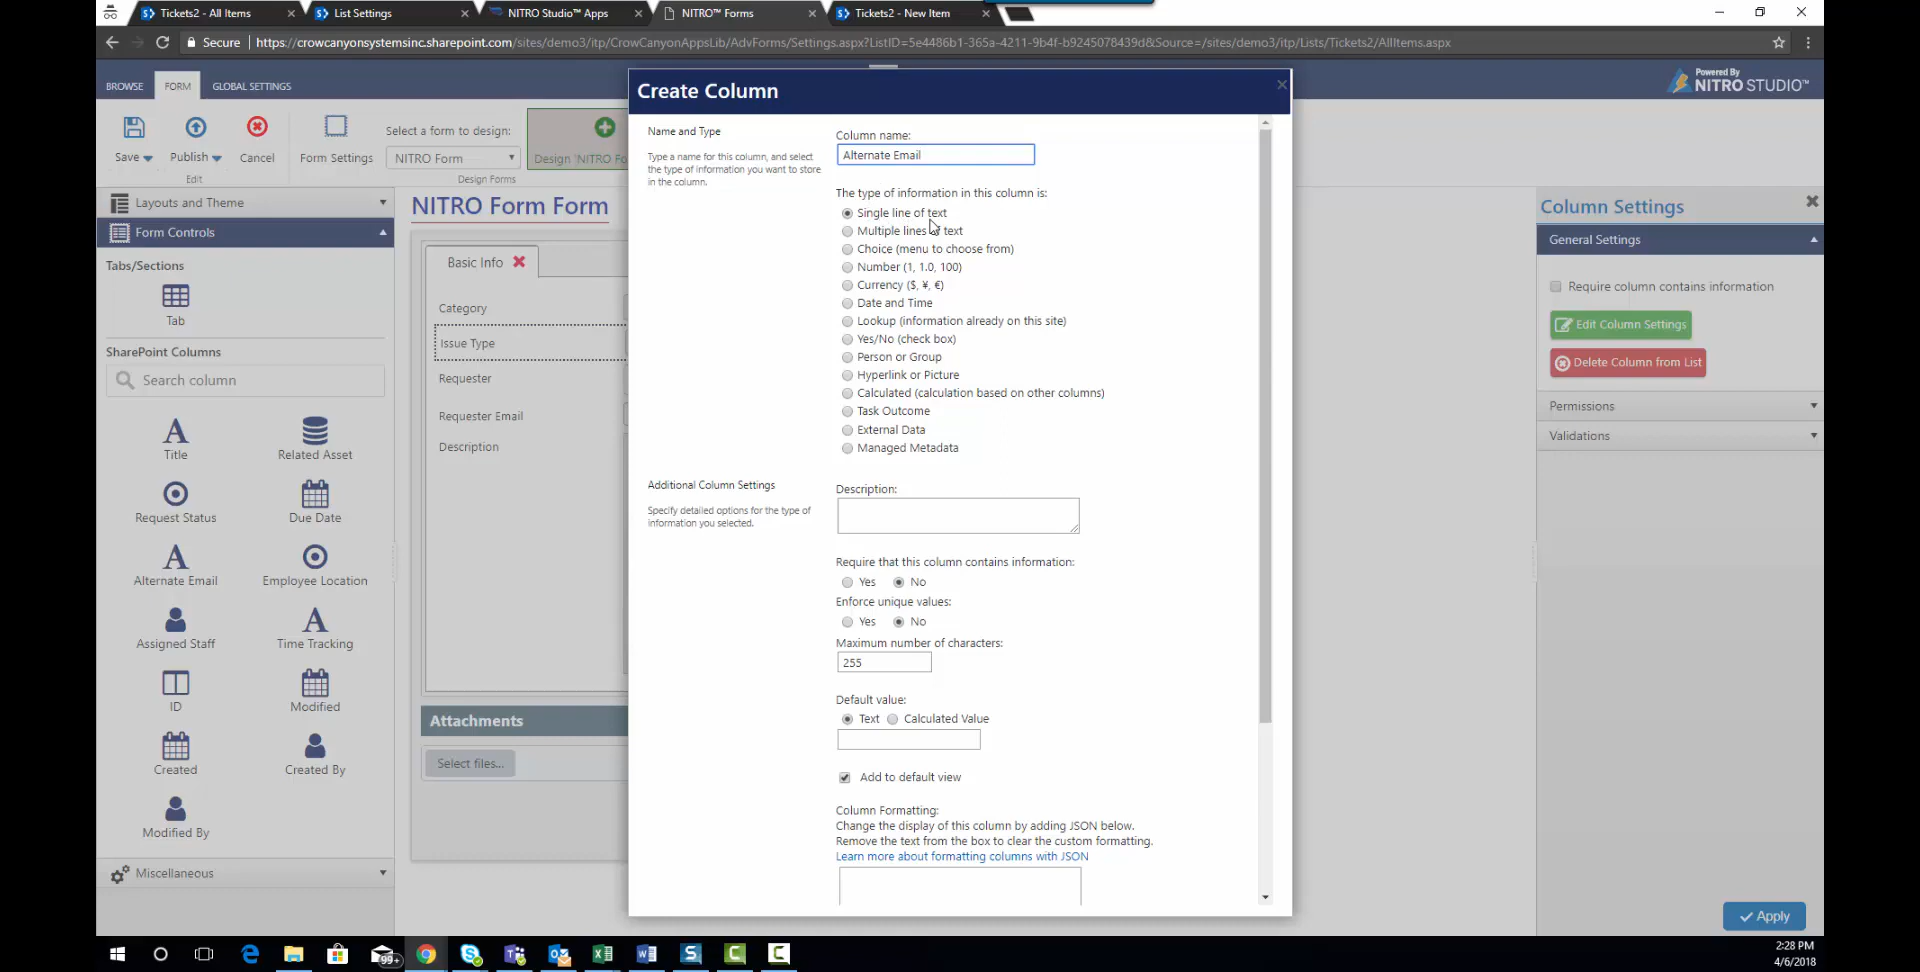 Tickets2 - All Items
List Settings
NITRO Studio™ Apps
NITRO™ Forms
Tickets2 - New Item
Secure
https://crowcanyonsystemsinc.sharepoint.com/sites/demo3/itp/CrowCanyonAppsLib/AdvForms/Settings.aspx?ListID=5e4486b1-365a-4211-9b4f-b9245078439d&Source=/sites/demo3/itp/Lists/Tickets2/AllItems.aspx
BROWSE
FORM
GLOBAL SETTINGS
Powered By
NITRO STUDIO™
Save
Publish
Cancel
Edit
Form Settings
Select a form to design:
NITRO Form
Design 'NITRO Fo
Design Forms
Layouts and Theme
Form Controls
Tabs/Sections
Tab
SharePoint Columns
Search column
Title
Related Asset
Request Status
Due Date
Alternate Email
Employee Location
Assigned Staff
Time Tracking
ID
Modified
Created
Created By
Modified By
Miscellaneous
NITRO Form Form
Basic Info
Category
Issue Type
Requester
Requester Email
Description
Attachments
Select files...
Create Column
Name and Type
Type a name for this column, and select
the type of information you want to store
in the column.
Column name:
Alternate Email
The type of information in this column is:
Single line of text
Multiple lines of text
Choice (menu to choose from)
Number (1, 1.0, 100)
Currency ($, ¥, €)
Date and Time
Lookup (information already on this site)
Yes/No (check box)
Person or Group
Hyperlink or Picture
Calculated (calculation based on other columns)
Task Outcome
External Data
Managed Metadata
Additional Column Settings
Specify detailed options for the type of
information you selected.
Description:
Require that this column contains information:
Yes No
Enforce unique values:
Yes No
Maximum number of characters:
255
Default value:
Text Calculated Value
Add to default view
Column Formatting:
Change the display of this column by adding JSON below.
Remove the text from the box to clear the custom formatting.
Learn more about formatting columns with JSON
Column Settings
General Settings
Require column contains information
Edit Column Settings
Delete Column from List
Permissions
Validations
Apply
99+
2:28 PM
4/6/2018